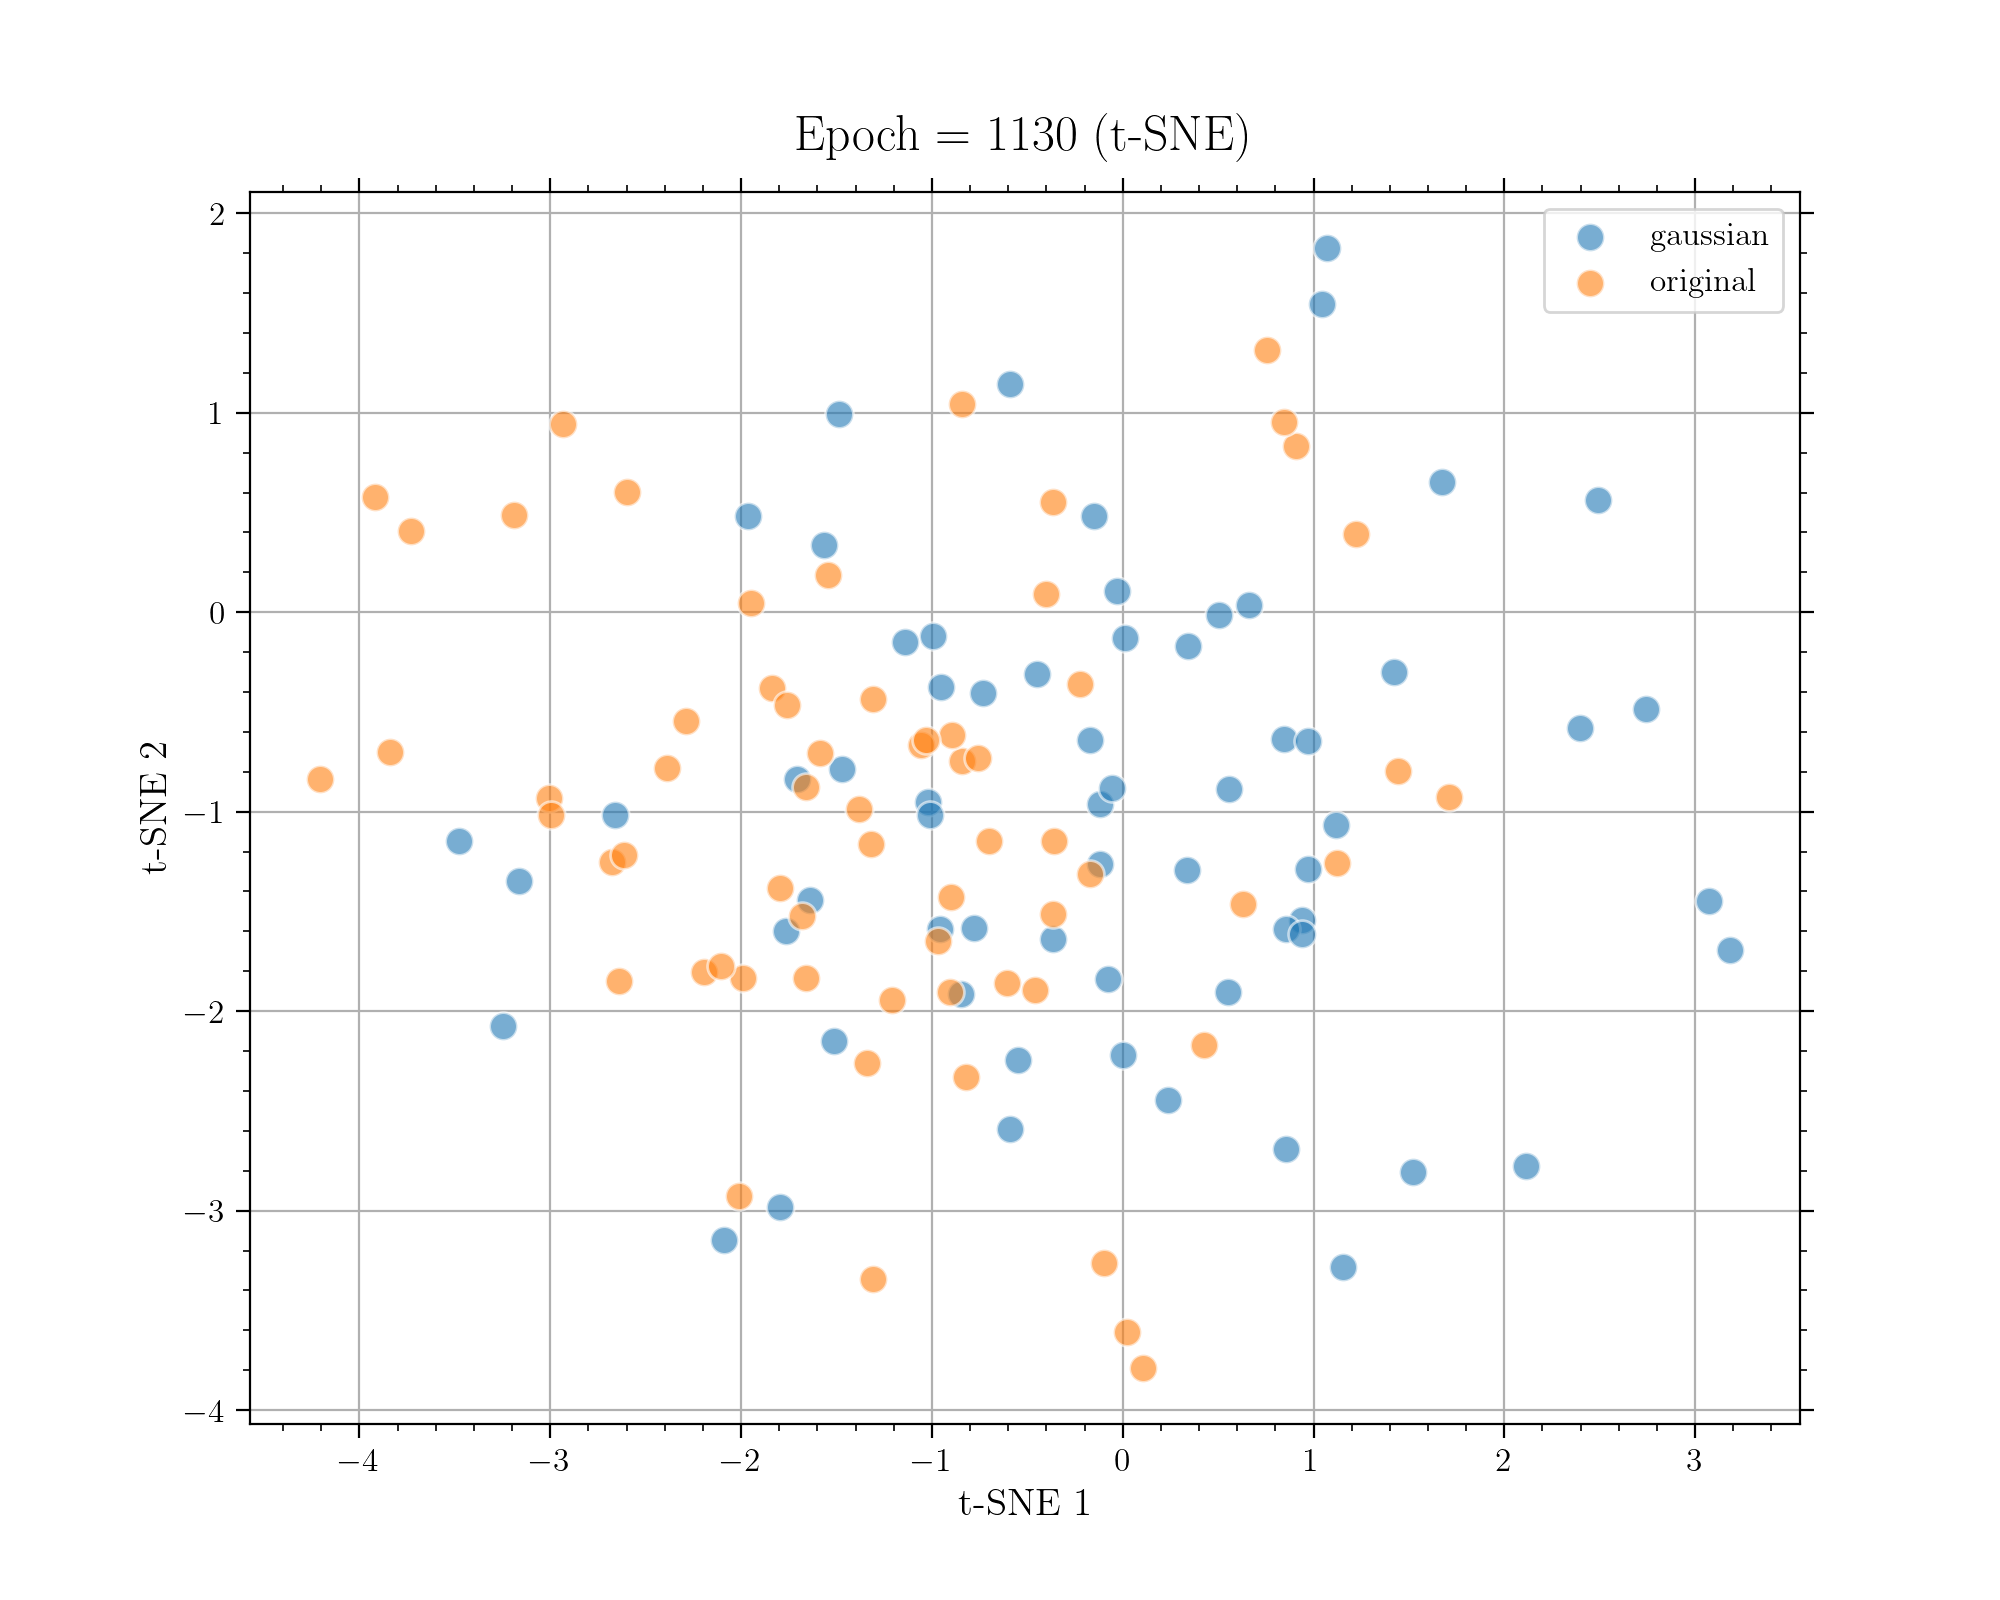 Epoch = 1130 (t-SNE)
gaussian
original
2
1
0
−1
−2
−3
−4
t-SNE 2
−4 −3 −2 −1 0 1 2 3
t-SNE 1